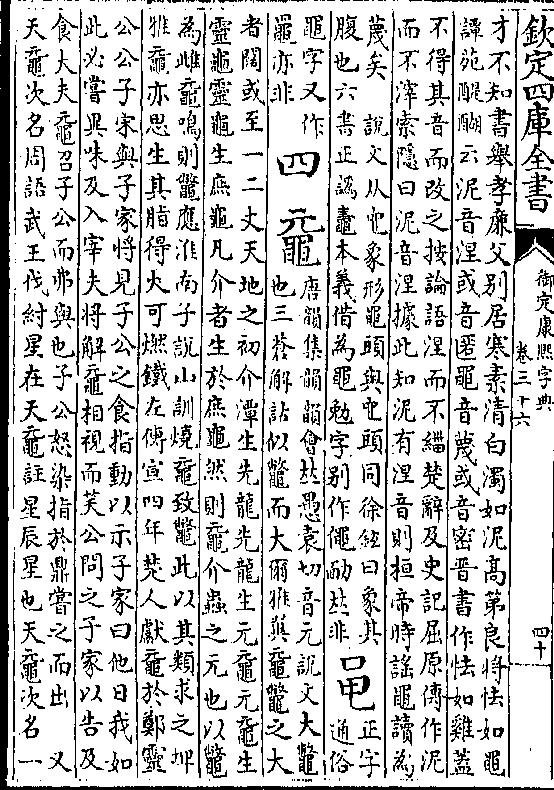 欽定四庫全書
御定康熙字典
卷三十六
四十
才不知書舉孝廉父别居寒素清白濁如泥高第良將怯如黽
譚苑醍醐云泥音涅或音匿黽音蔑或音密晋書作怯如雞蓋
不得其音而改之按論語涅而不緇楚辭及史記屈原傳作泥
而不滓索隱曰泥音涅據此知泥有涅音則桓帝時謡黽讀為
蔑矣 說文从它象形黽頭與它頭同徐鉉曰象其
腹也六書正譌鼃本義借為黽勉字别作僶勔𠀤非
正字
通俗
黽字又作
黽亦非
四
黿
唐韻集韻韻會𠀤愚袁切音元說文大鼈
也三蒼解詁似鼈而大爾雅翼黿鼈之大
者闊或至一二丈天地之初介潭生先龍先龍生元黿元黿生
靈龜靈龜生庶龜凡介者生於庶龜然則黿介蟲之元也以鼈
為雌黿鳴則鼈應淮南子說山訓燒黿致鼈此以其類求之埤
雅黿亦思生其脂得火可燃鐵左傳宣四年楚人獻黿於鄭靈
公公子宋與子家將見子公之食指動以示子家曰他日我如
此必嘗異味及入宰夫將解黿相視而笑公問之子家以告及
食大夫黿召子公而弗與也子公怒染指於鼎嘗之而出 又
天黿次名周語武王伐紂星在天黿註星辰星也天黿次名一